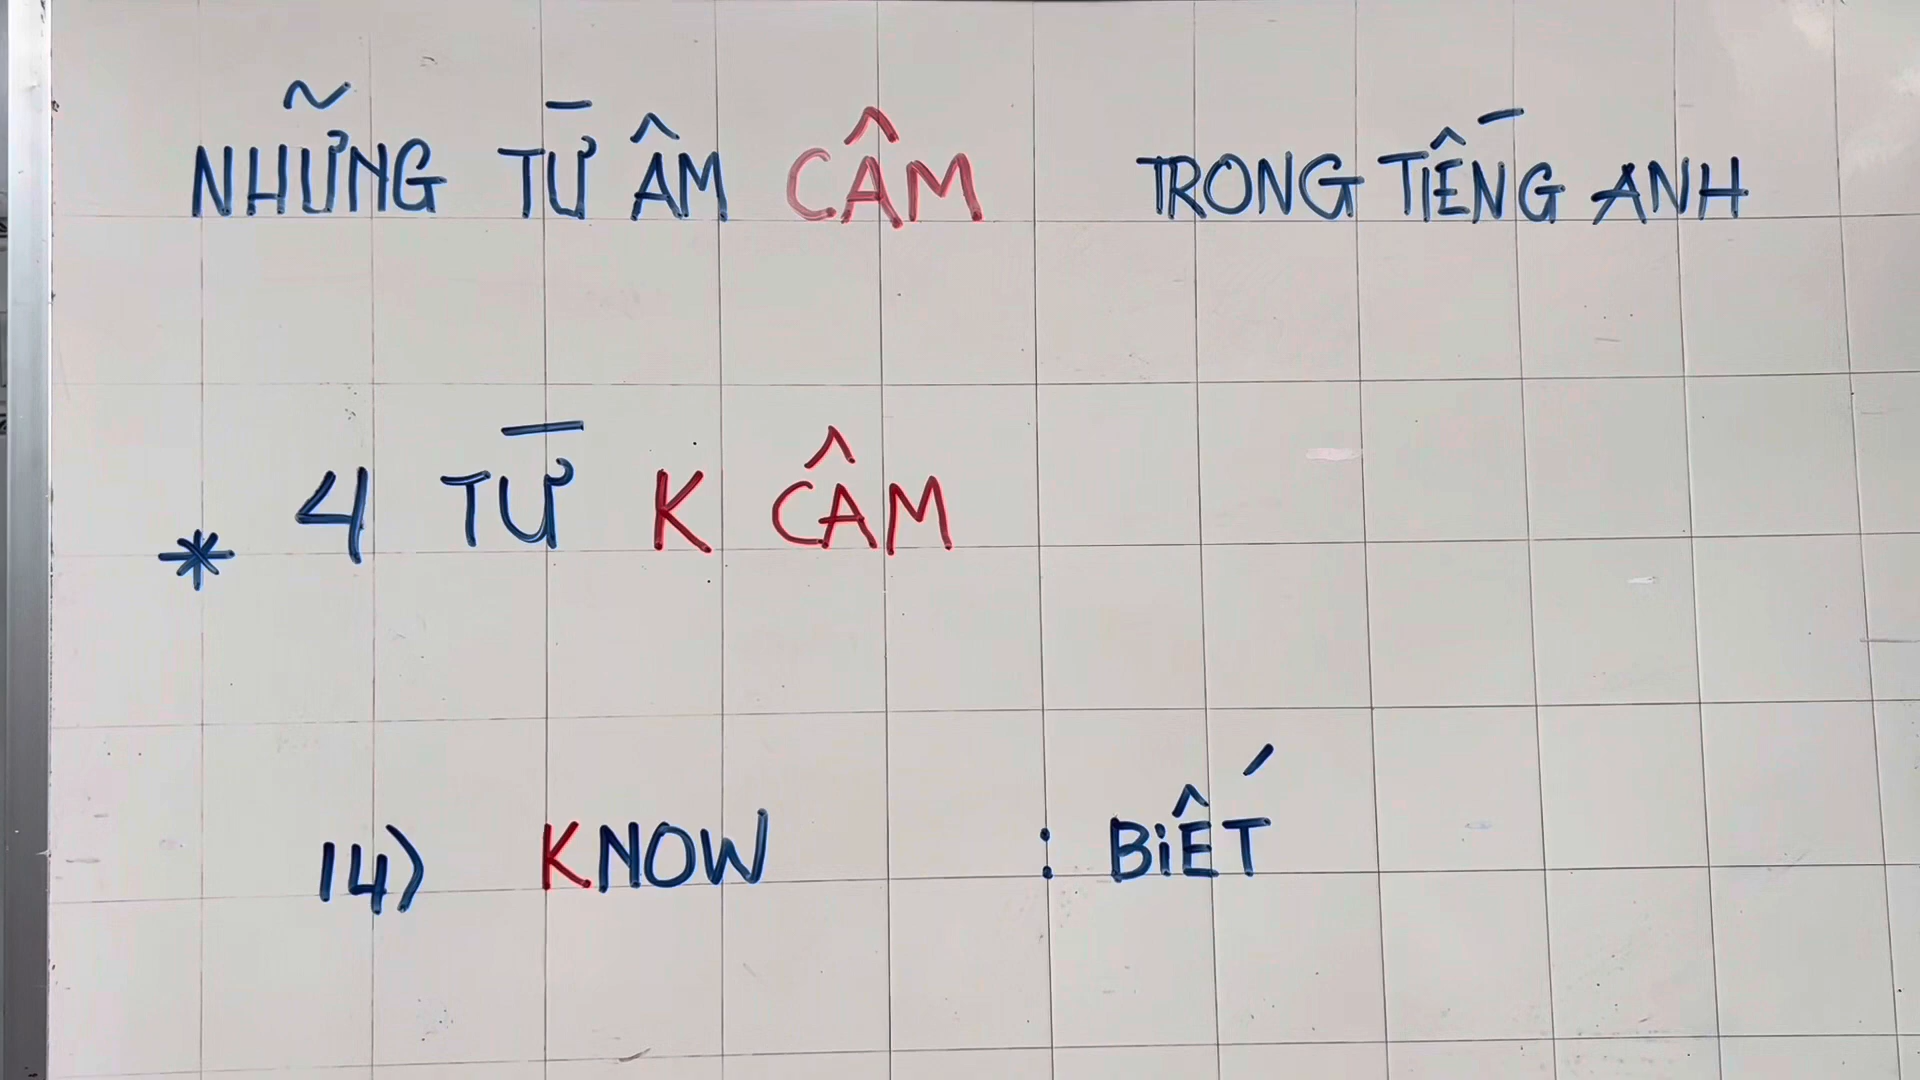 NHỮNG TỪ ÂM CÂM TRONG TIẾNG ANH
* 4 TỪ K CÂM
14) KNOW : BIẾT